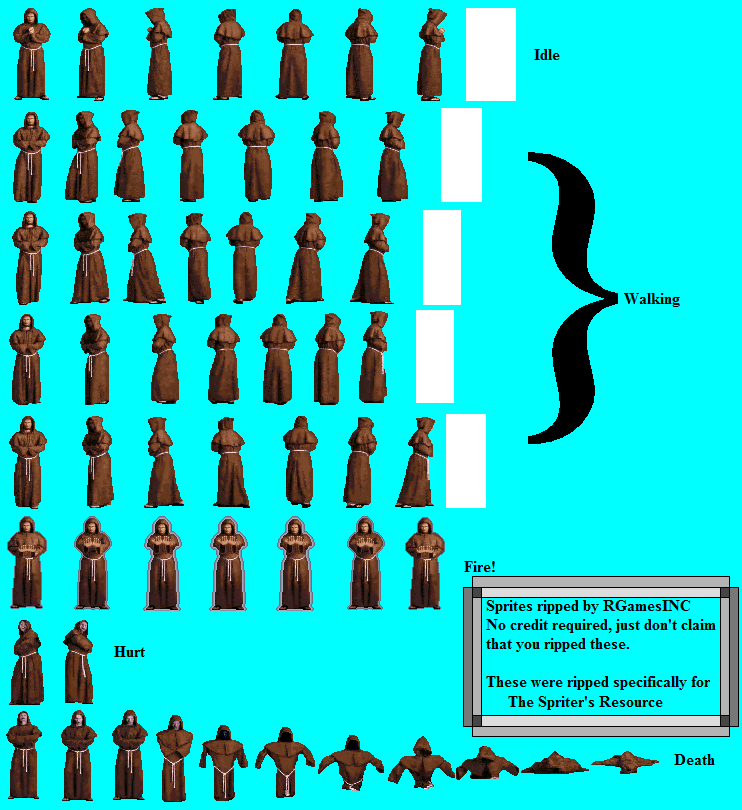 Idle
Walking
Fire!
Sprites ripped by RGamesINC
No credit required, just don't claim
that you ripped these.
These were ripped specifically for
The Spriter's Resource
Hurt
Death